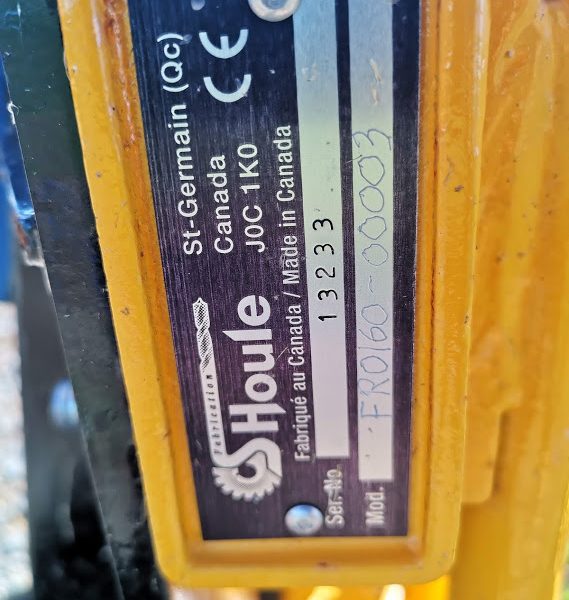 Fabrication
GS Houle
St-Germain (Qc)
Canada
J0C 1K0
CE
Fabriqué au Canada / Made in Canada
Ser. No. 13233
Mod. FR0160-00003